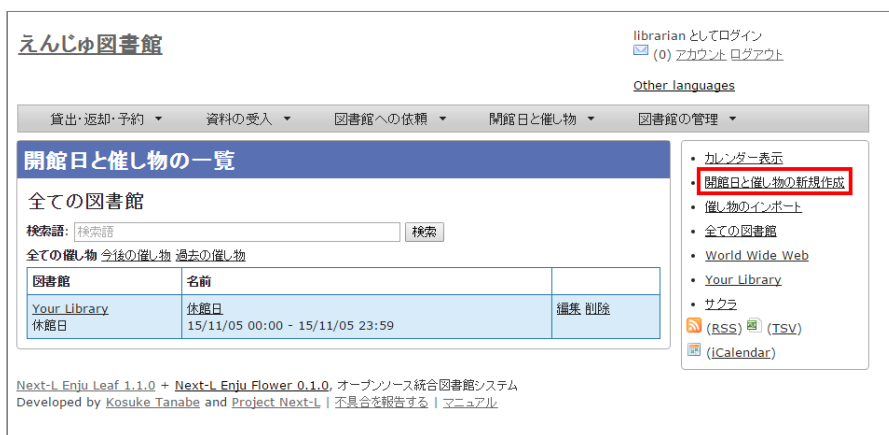 えんじゅ図書館
librarian としてログイン
(0) アカウント ログアウト
Other languages
貸出・返却・予約 ▼ 資料の受入 ▼ 図書館への依頼 ▼ 開館日と催し物 ▼ 図書館の管理 ▼
開館日と催し物の一覧
全ての図書館
検索語: 検索語 検索
全ての催し物 今後の催し物 過去の催し物
図書館 名前
Your Library 休館日 編集 削除
休館日 15/11/05 00:00 - 15/11/05 23:59
• カレンダー表示
• 開館日と催し物の新規作成
• 催し物のインポート
• 全ての図書館
• World Wide Web
• Your Library
• サクラ
(RSS) (TSV)
(iCalendar)
Next-L Enju Leaf 1.1.0 + Next-L Enju Flower 0.1.0, オープンソース統合図書館システム
Developed by Kosuke Tanabe and Project Next-L | 不具合を報告する | マニュアル